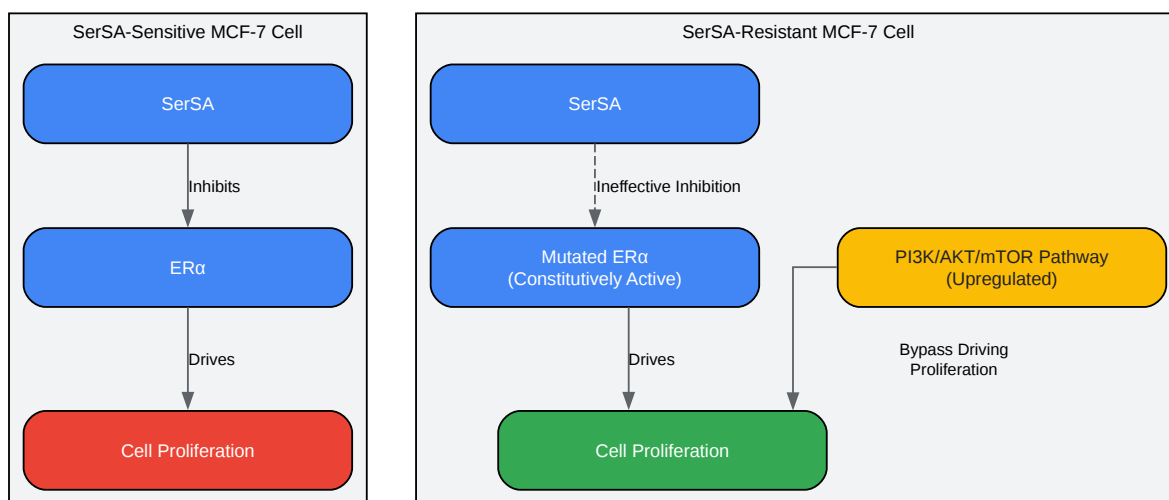 SerSA-Sensitive MCF-7 Cell
SerSA
Inhibits
ERα
Drives
Cell Proliferation
SerSA-Resistant MCF-7 Cell
SerSA
Ineffective Inhibition
Mutated ERα
(Constitutively Active)
PI3K/AKT/mTOR Pathway
(Upregulated)
Drives
Bypass Driving
Proliferation
Cell Proliferation